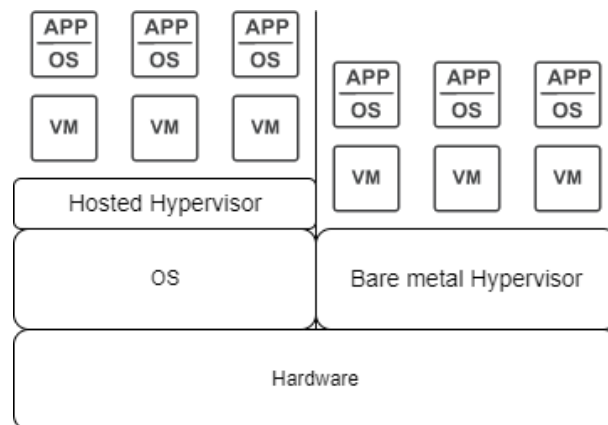 APP APP APP
OS OS OS
VM VM VM
Hosted Hypervisor
OS
APP APP APP
OS OS OS
VM VM VM
Bare metal Hypervisor
Hardware